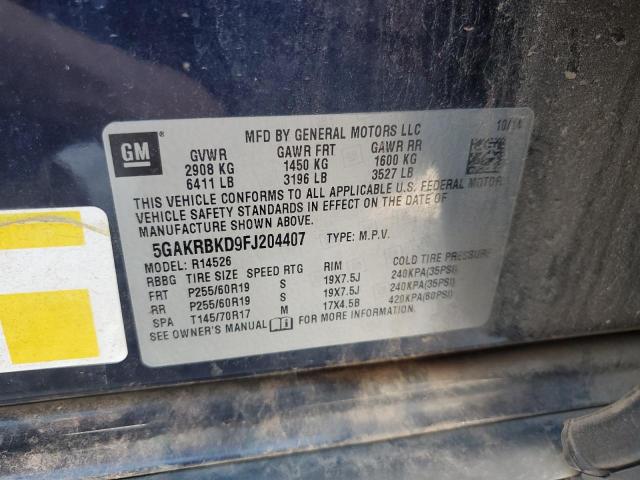 GM
MFD BY GENERAL MOTORS LLC
10/14
GVWR GAWR FRT GAWR RR
2908 KG 1450 KG 1600 KG
6411 LB 3196 LB 3527 LB
THIS VEHICLE CONFORMS TO ALL APPLICABLE U.S. FEDERAL MOTOR
VEHICLE SAFETY STANDARDS IN EFFECT ON THE DATE OF
MANUFACTURE SHOWN ABOVE.
5GAKRBKD9FJ204407 TYPE: M.P.V.
MODEL: R14526
RBBG TIRE SIZE SPEED RTG RIM COLD TIRE PRESSURE
FRT P255/60R19 S 19X7.5J 240KPA(35PSI)
RR P255/60R19 S 19X7.5J 240KPA(35PSI)
SPA T145/70R17 M 17X4.5B 420KPA(60PSI)
SEE OWNER'S MANUAL FOR MORE INFORMATION